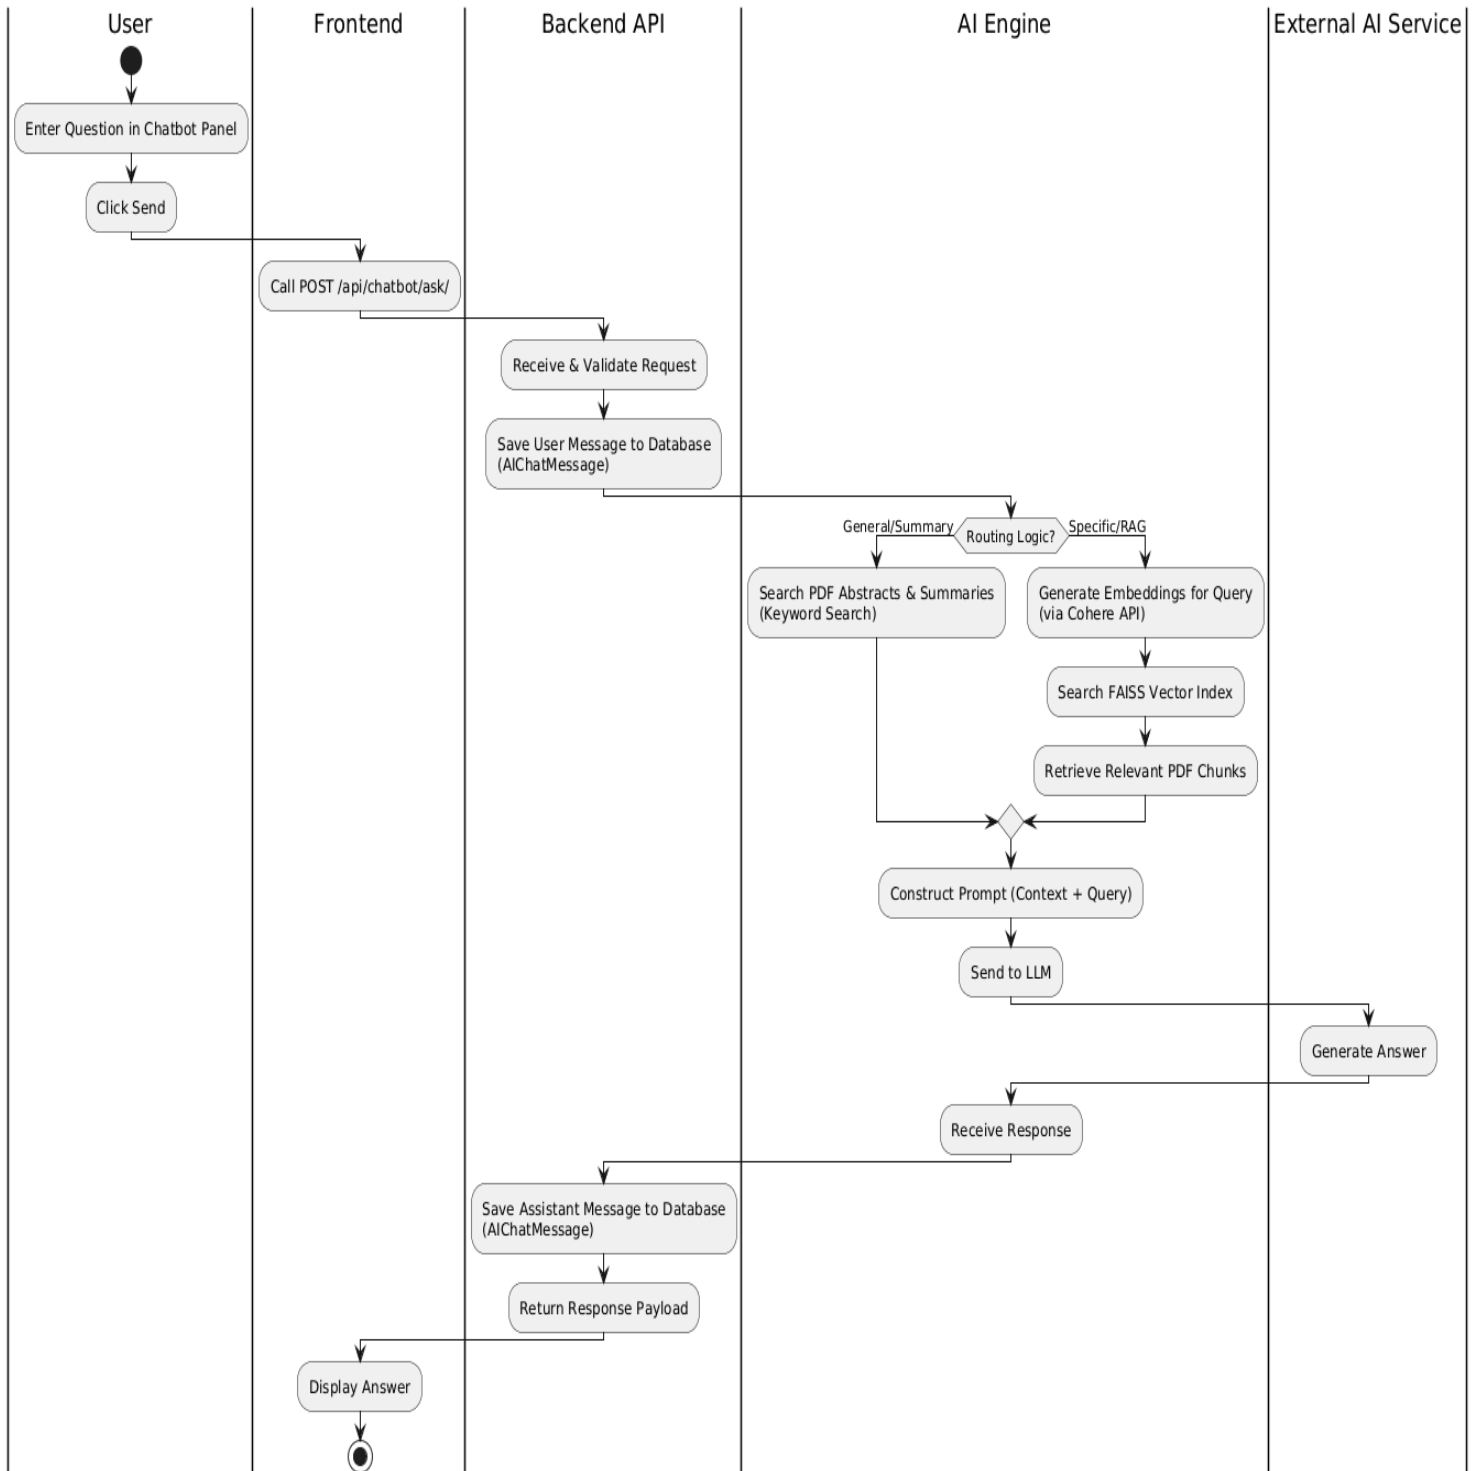 User
Frontend
Backend API
AI Engine
External AI Service
Enter Question in Chatbot Panel
Click Send
Call POST /api/chatbot/ask/
Receive & Validate Request
Save User Message to Database
(AIChatMessage)
Routing Logic?
General/Summary
Specific/RAG
Search PDF Abstracts & Summaries
(Keyword Search)
Generate Embeddings for Query
(via Cohere API)
Search FAISS Vector Index
Retrieve Relevant PDF Chunks
Construct Prompt (Context + Query)
Send to LLM
Generate Answer
Receive Response
Save Assistant Message to Database
(AIChatMessage)
Return Response Payload
Display Answer